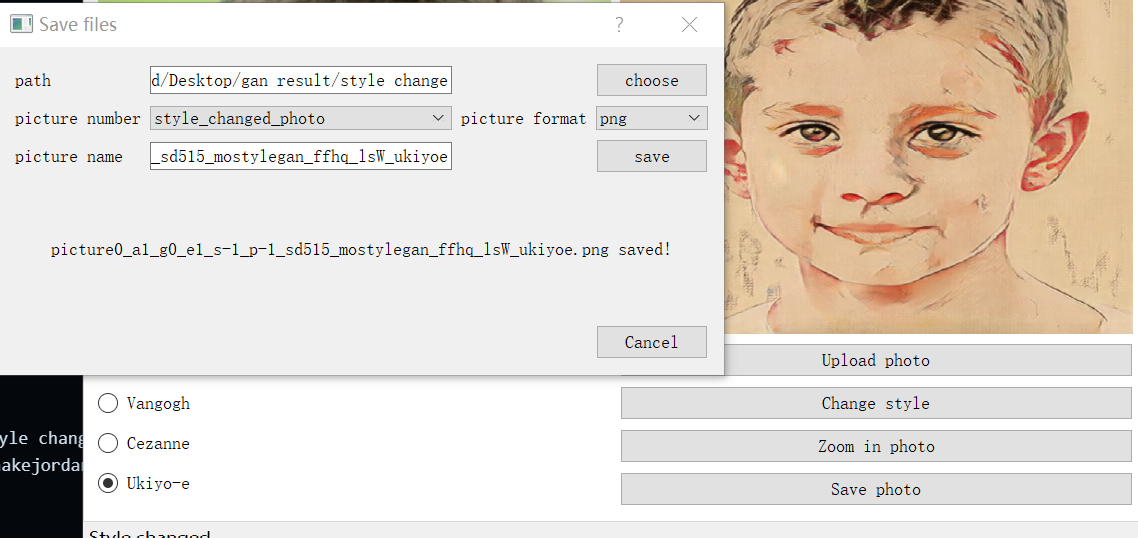 Save files
path d/Desktop/gan result/style change choose
picture number style_changed_photo picture format png
picture name _sd515_mostylegan_ffhq_lsW_ukiyoe save
picture0_a1_g0_e1_s-1_p-1_sd515_mostylegan_ffhq_lsW_ukiyoe.png saved!
Cancel
Upload photo
Vangogh
Change style
Cezanne
Zoom in photo
Ukiyo-e
Save photo
yle chang
nakejordan
Style changed